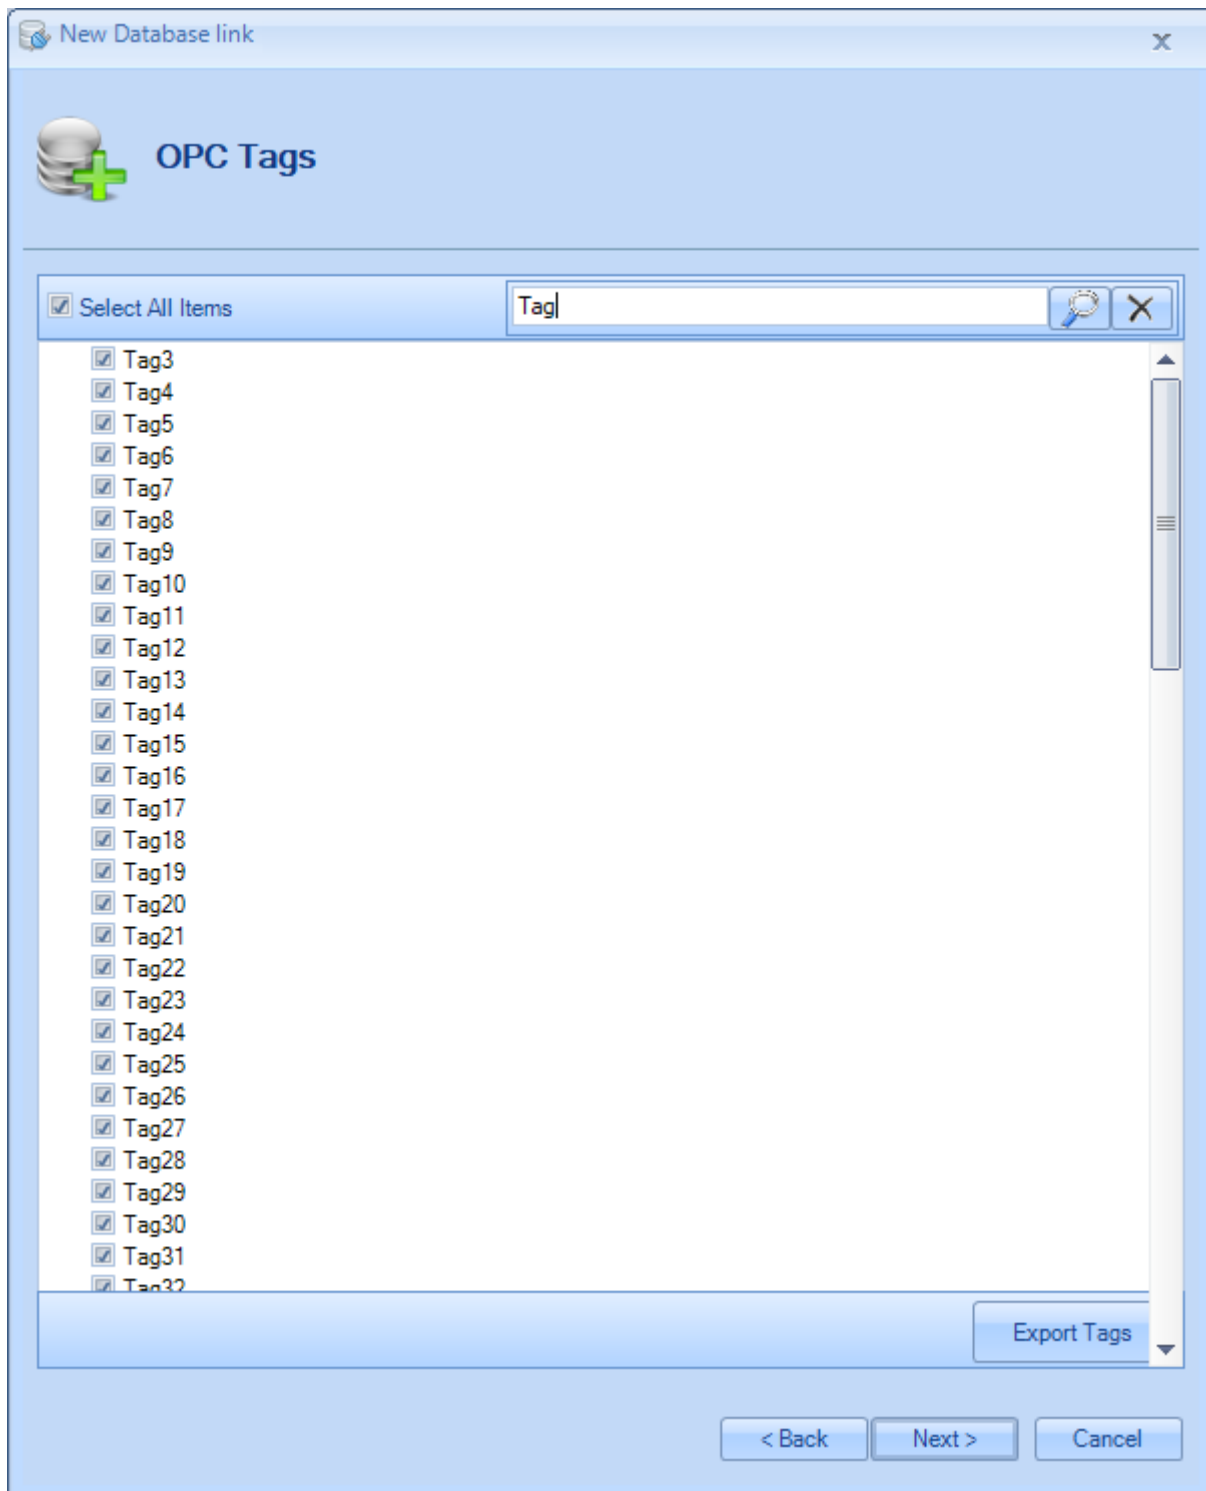 New Database link
OPC Tags
Select All Items
Tag
Tag3
Tag4
Tag5
Tag6
Tag7
Tag8
Tag9
Tag10
Tag11
Tag12
Tag13
Tag14
Tag15
Tag16
Tag17
Tag18
Tag19
Tag20
Tag21
Tag22
Tag23
Tag24
Tag25
Tag26
Tag27
Tag28
Tag29
Tag30
Tag31
Tag32
Export Tags
< Back
Next >
Cancel